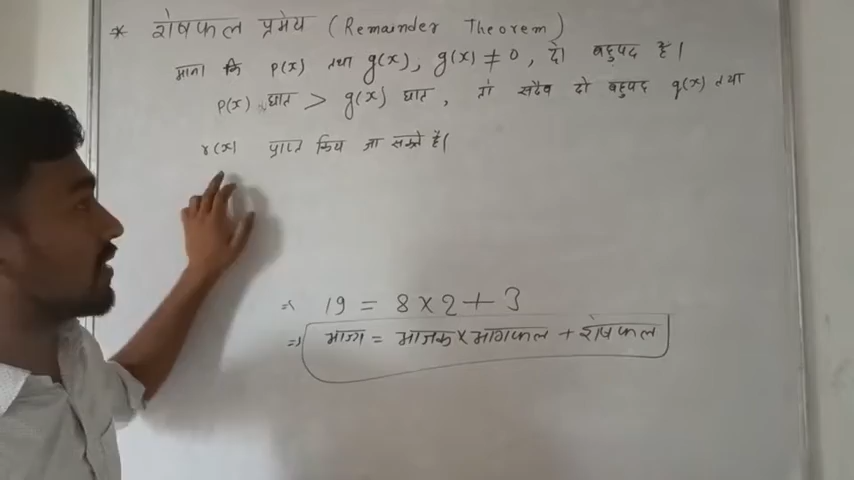 * शेषफल प्रमेय (Remainder Theorem)
माना कि p(x) तथा g(x), g(x) ≠ 0, दो बहुपद है।
p(x) घात > g(x) घात, तो सदैव दो बहुपद q(x) तथा
r(x) प्राप्त किय जा सकते हैं।
⇒ 19 = 8 × 2 + 3
⇒ भाज्य = भाजक × भागफल + शेषफल